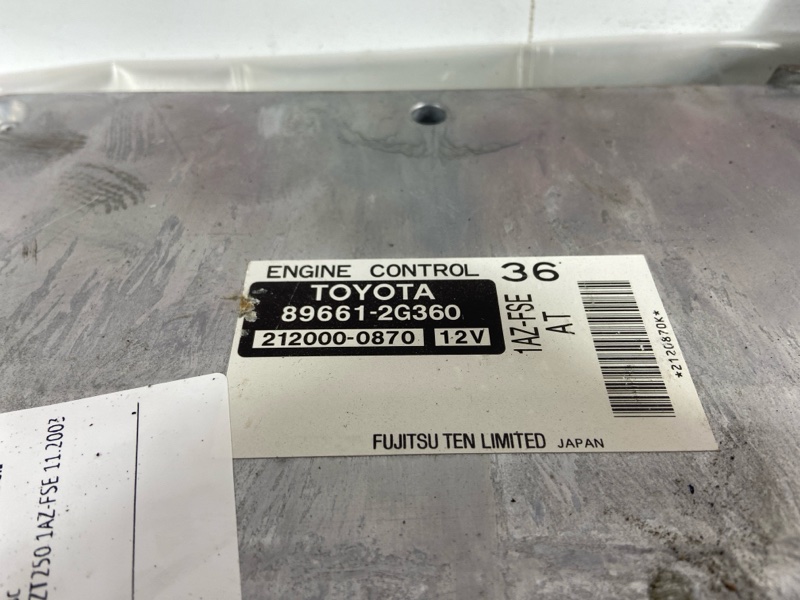 ENGINE CONTROL 36
TOYOTA
89661-2G360
212000-0870 12V
1AZ-FSE
AT
*2120870K*
FUJITSU TEN LIMITED JAPAN
ZT250 1AZ-FSE 11.2002